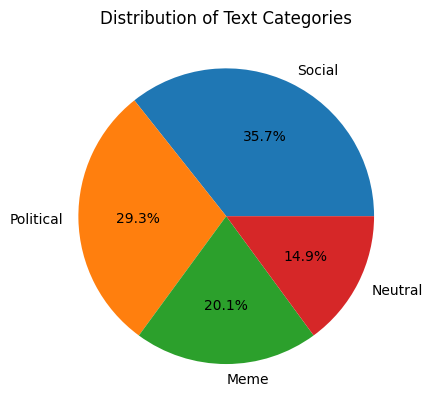 Distribution of Text Categories
Social
35.7%
Political
29.3%
14.9%
Neutral
20.1%
Meme